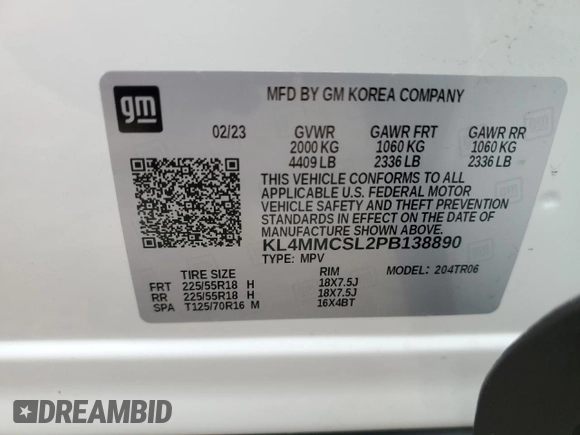 gm
MFD BY GM KOREA COMPANY
02/23 GVWR GAWR FRT GAWR RR
2000 KG 1060 KG 1060 KG
4409 LB 2336 LB 2336 LB
THIS VEHICLE CONFORMS TO ALL
APPLICABLE U.S. FEDERAL MOTOR
VEHICLE SAFETY AND THEFT PREVENTION
STANDARDS IN EFFECT ON THE DATE OF
MANUFACTURE SHOWN ABOVE.
KL4MMCSL2PB138890
TYPE: MPV MODEL: 204TR06
TIRE SIZE RIM
FRT 225/55R18 H 18X7.5J
RR 225/55R18 H 18X7.5J
SPA T125/70R16 M 16X4BT
DREAMBID